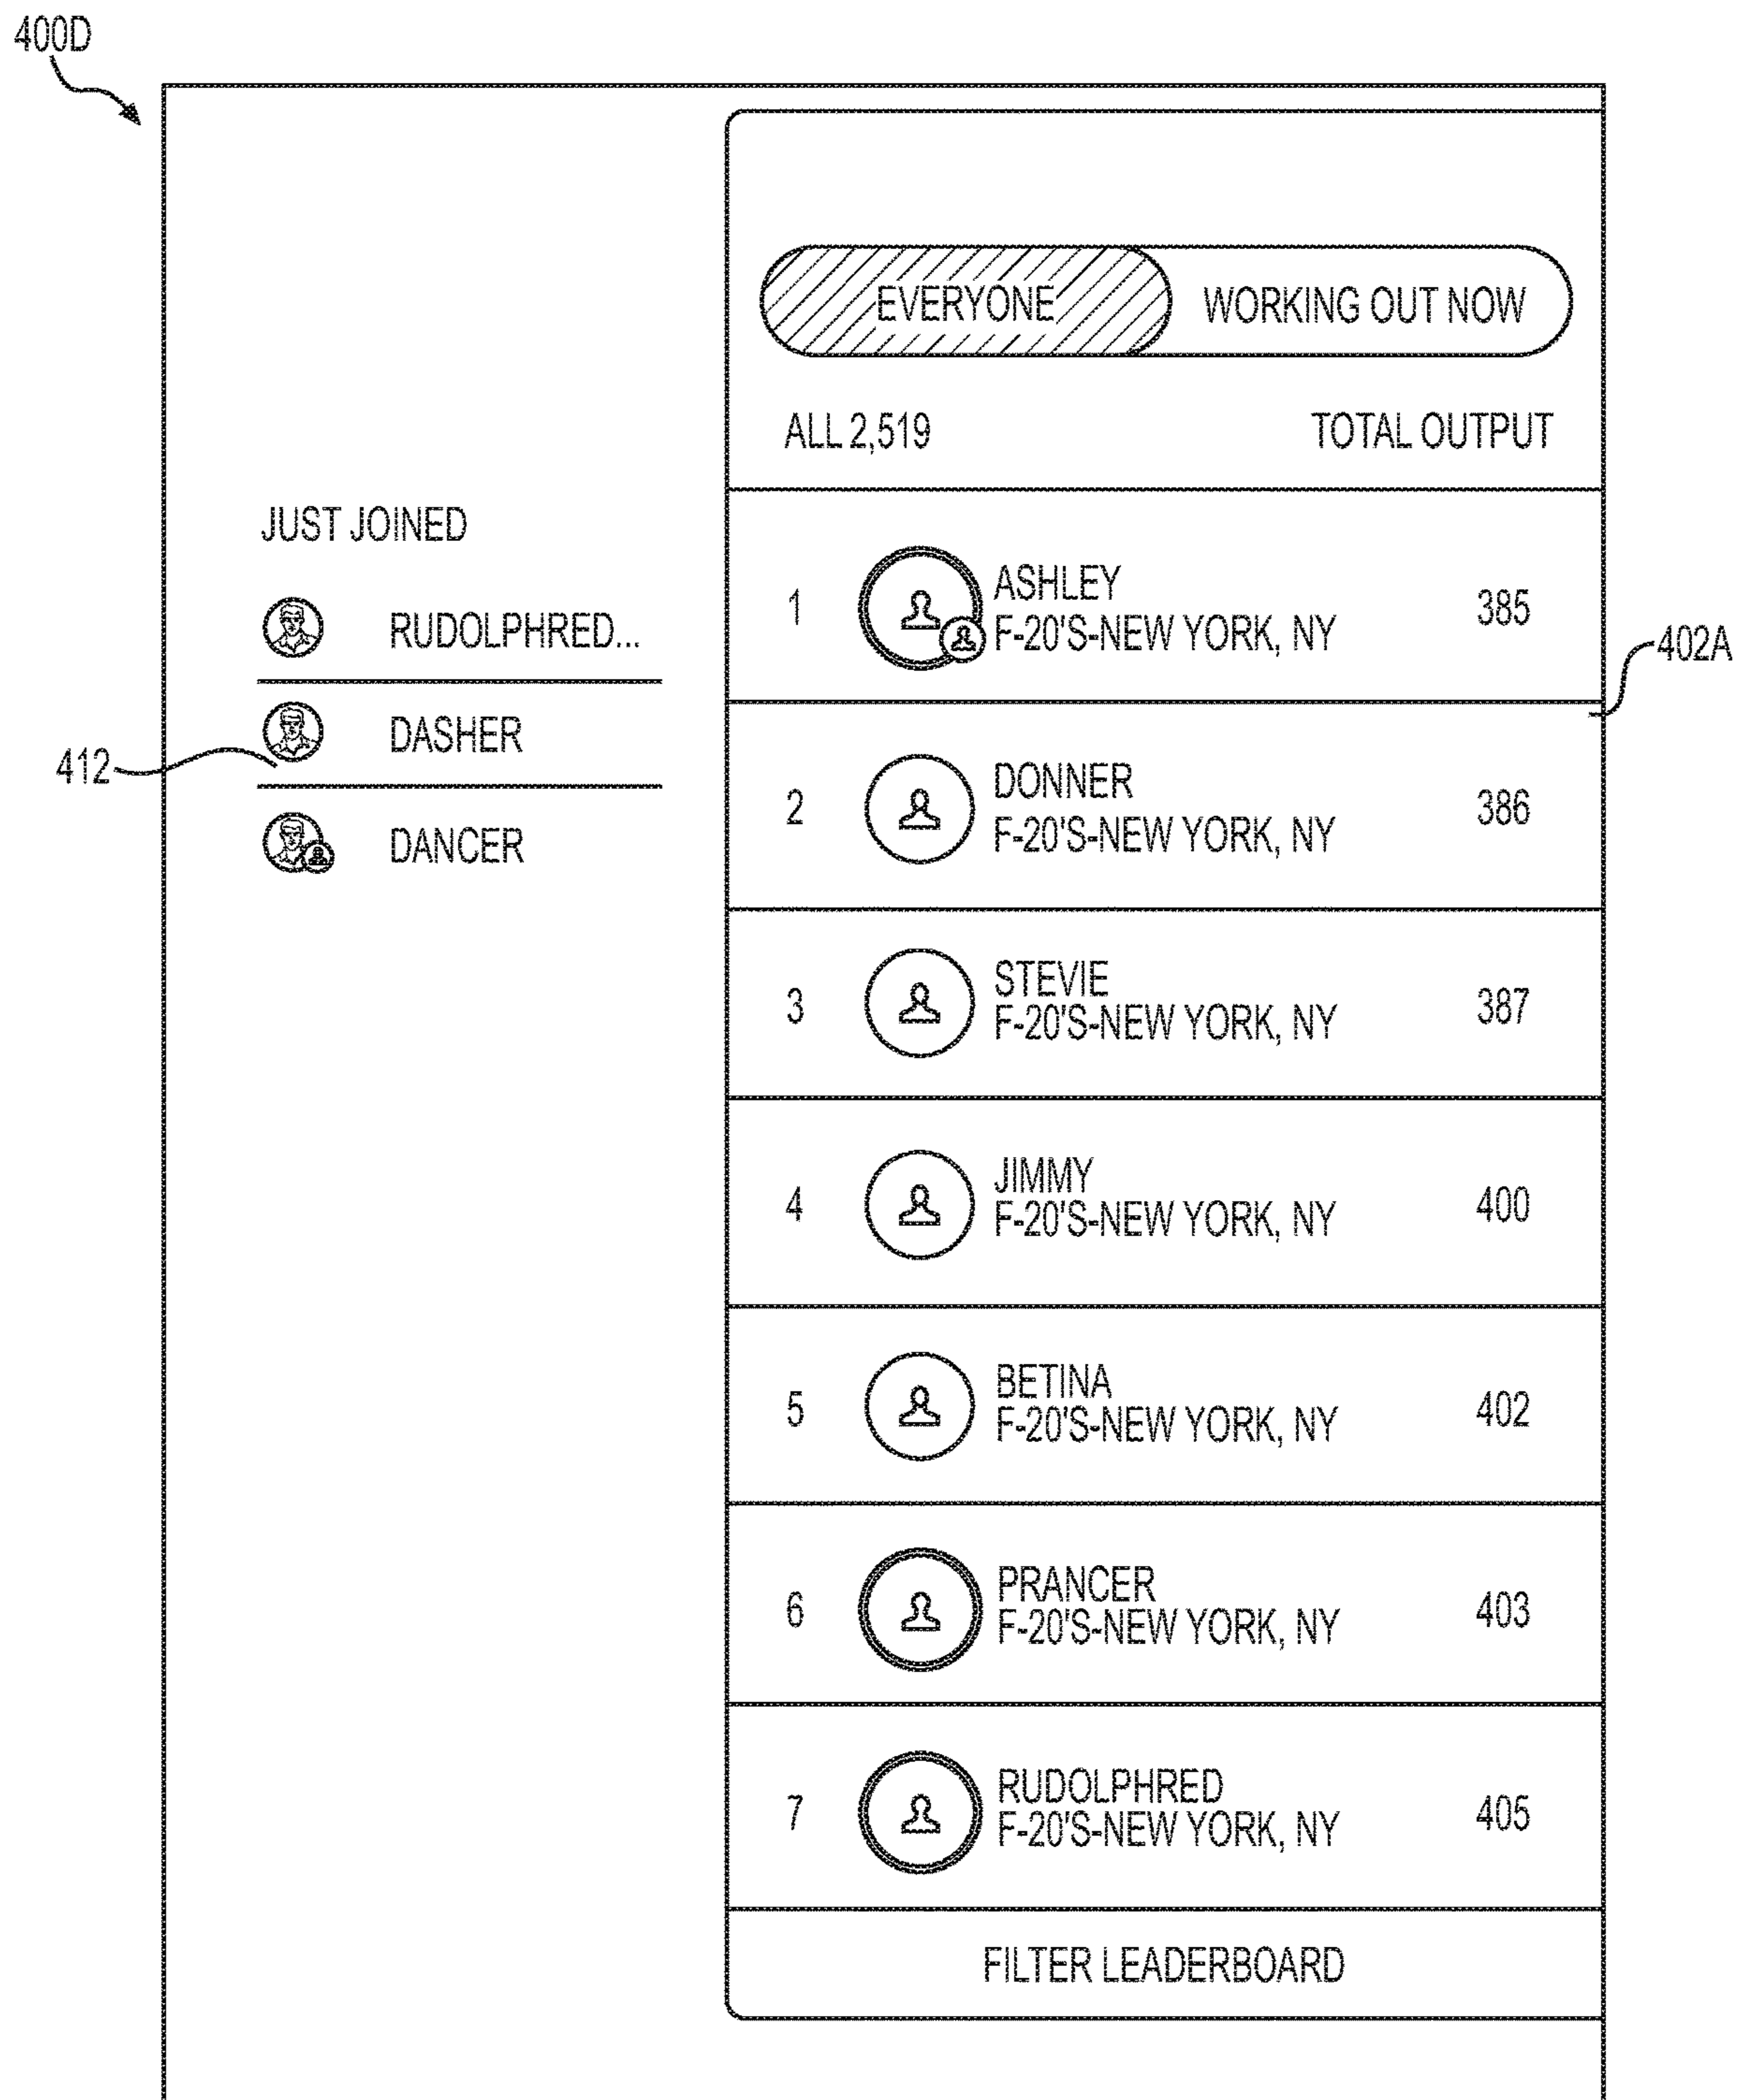 400D
EVERYONE
WORKING OUT NOW
ALL 2,519
TOTAL OUTPUT
JUST JOINED
RUDOLPHRED...
DASHER
412
DANCER
1
ASHLEY
F-20'S-NEW YORK, NY
385
402A
2
DONNER
F-20'S-NEW YORK, NY
386
3
STEVIE
F-20'S-NEW YORK, NY
387
4
JIMMY
F-20'S-NEW YORK, NY
400
5
BETINA
F-20'S-NEW YORK, NY
402
6
PRANCER
F-20'S-NEW YORK, NY
403
7
RUDOLPHRED
F-20'S-NEW YORK, NY
405
FILTER LEADERBOARD